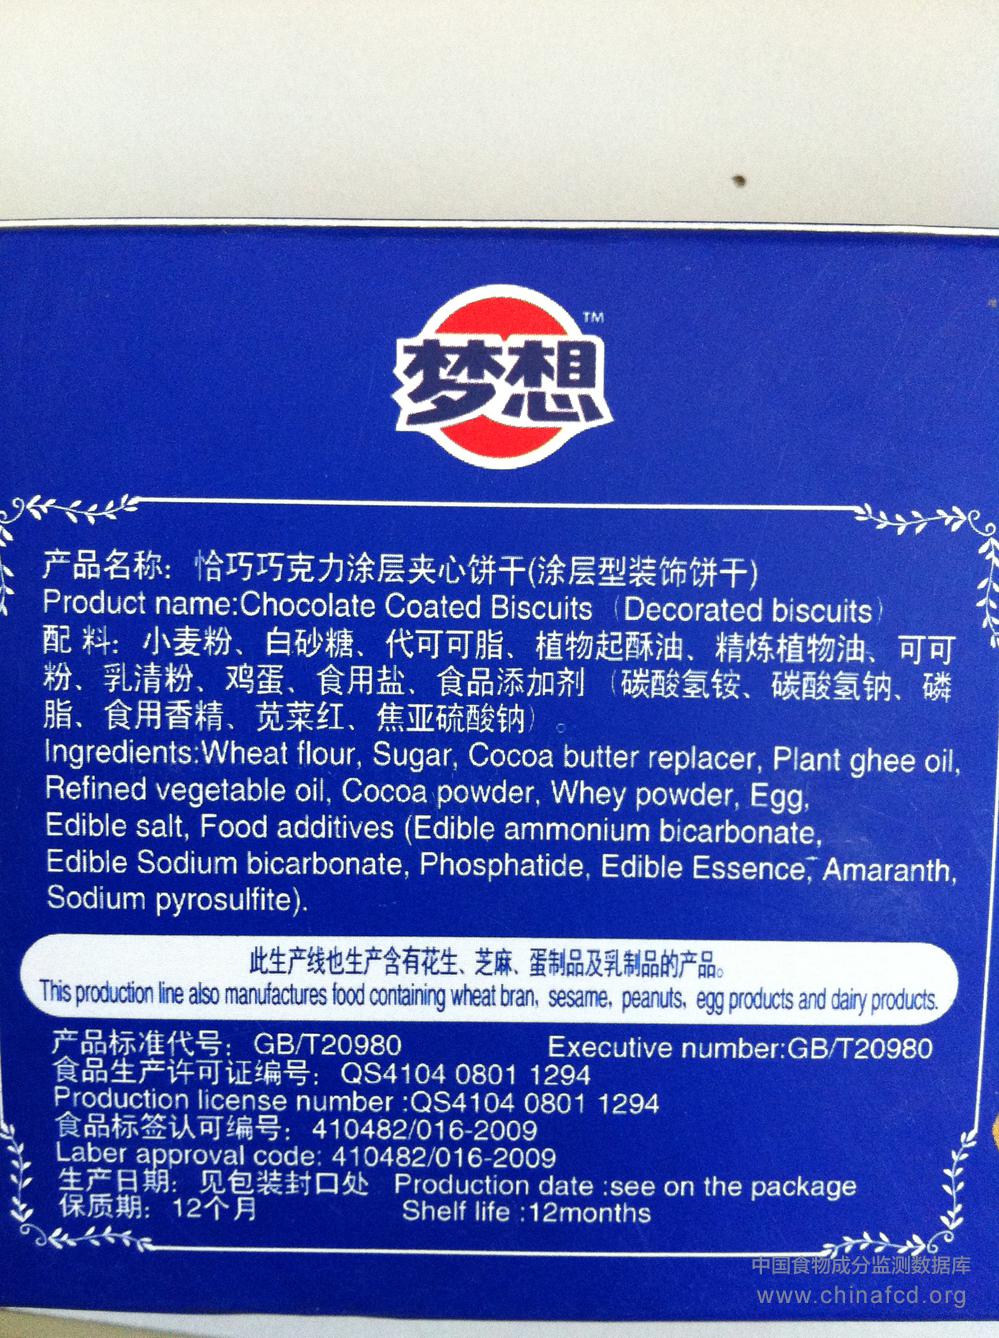 梦想 TM
产品名称：恰巧巧克力涂层夹心饼干(涂层型装饰饼干)
Product name:Chocolate Coated Biscuits（Decorated biscuits）
配 料：小麦粉、白砂糖、代可可脂、植物起酥油、精炼植物油、可可
粉、乳清粉、鸡蛋、食用盐、食品添加剂（碳酸氢铵、碳酸氢钠、磷
脂、食用香精、苋菜红、焦亚硫酸钠）。
Ingredients:Wheat flour, Sugar, Cocoa butter replacer, Plant ghee oil,
Refined vegetable oil, Cocoa powder, Whey powder, Egg,
Edible salt, Food additives (Edible ammonium bicarbonate,
Edible Sodium bicarbonate, Phosphatide, Edible Essence, Amaranth,
Sodium pyrosulfite).
此生产线也生产含有花生、芝麻、蛋制品及乳制品的产品。
This production line also manufactures food containing wheat bran, sesame, peanuts, egg products and dairy products.
产品标准代号：GB/T20980 Executive number:GB/T20980
食品生产许可证编号：QS4104 0801 1294
Production license number :QS4104 0801 1294
食品标签认可编号：410482/016-2009
Laber approval code: 410482/016-2009
生产日期：见包装封口处 Production date :see on the package
保质期：12个月 Shelf life :12months
中国食物成分监测数据库
www.chinafcd.org